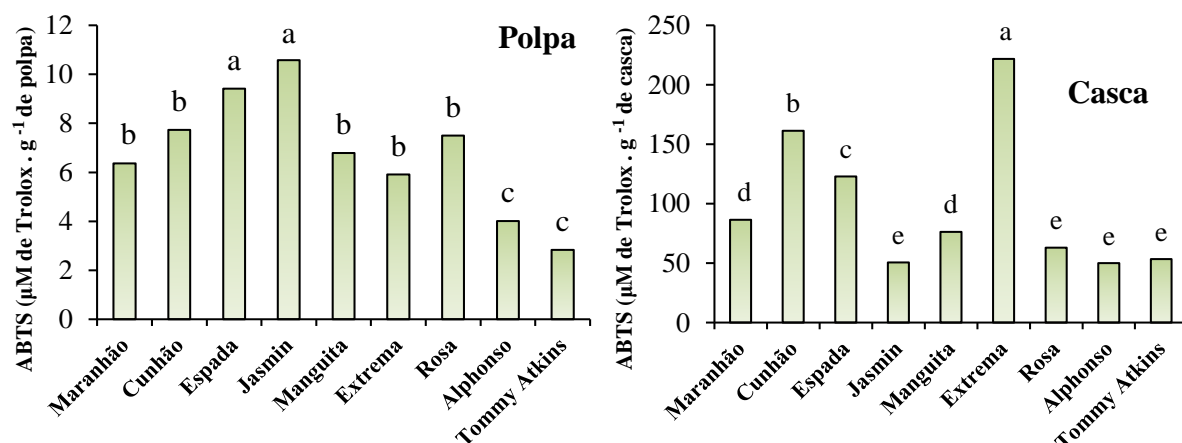 Polpa
ABTS (µM de Trolox . g -1 de polpa)
12
10
8
6
4
2
0
b
b
a
a
b
b
b
c
c
Maranhão
Cunhão
Espada
Jasmin
Manguita
Extrema
Rosa
Alphonso
Tommy Atkins
Casca
ABTS (µM de Trolox . g -1 de casca)
250
200
150
100
50
0
d
b
c
e
d
a
e
e
e
Maranhão
Cunhão
Espada
Jasmin
Manguita
Extrema
Rosa
Alphonso
Tommy Atkins